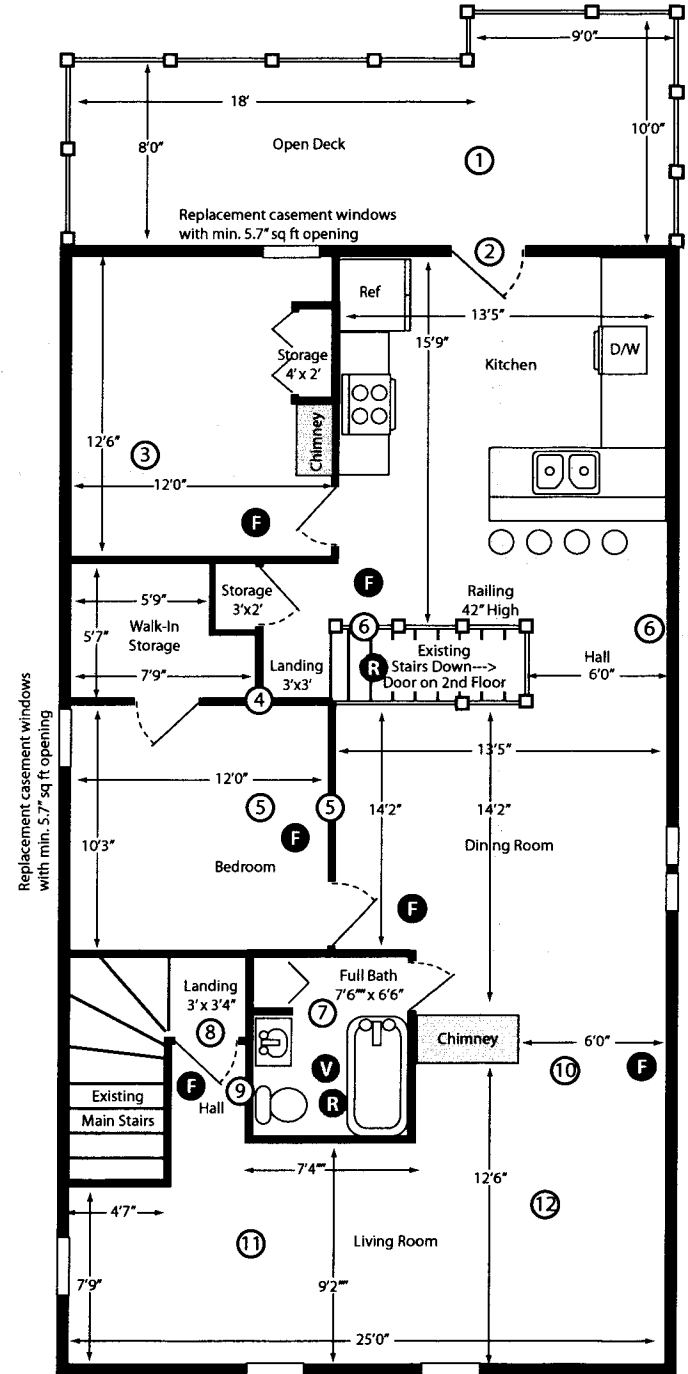 9'0"
18'
8'0"
Open Deck
10'0"
1
Replacement casement windows
with min. 5.7" sq ft opening
2
Ref
13'5"
15'9"
Storage
4' x 2'
Kitchen
D/W
Chimney
12'6"
3
12'0"
F
F
Storage
3'x2'
Railing
42" High
5'9"
Walk-In
Storage
5'7"
7'9"
6
6
Existing
Stairs Down--->
Door on 2nd Floor
R
Landing
3'x3'
Hall
6'0"
4
Replacement casement windows
with min. 5.7" sq ft opening
13'5"
12'0"
5
5
14'2"
14'2"
10'3"
F
Bedroom
Dining Room
F
Landing
3' x 3'4"
Full Bath
7'6"" x 6'6"
7
8
Chimney
6'0"
V
10
F
F
9
Hall
R
Existing
Main Stairs
7'4""
12'6"
4'7"
12
11
Living Room
7'9"
9'2""
25'0"